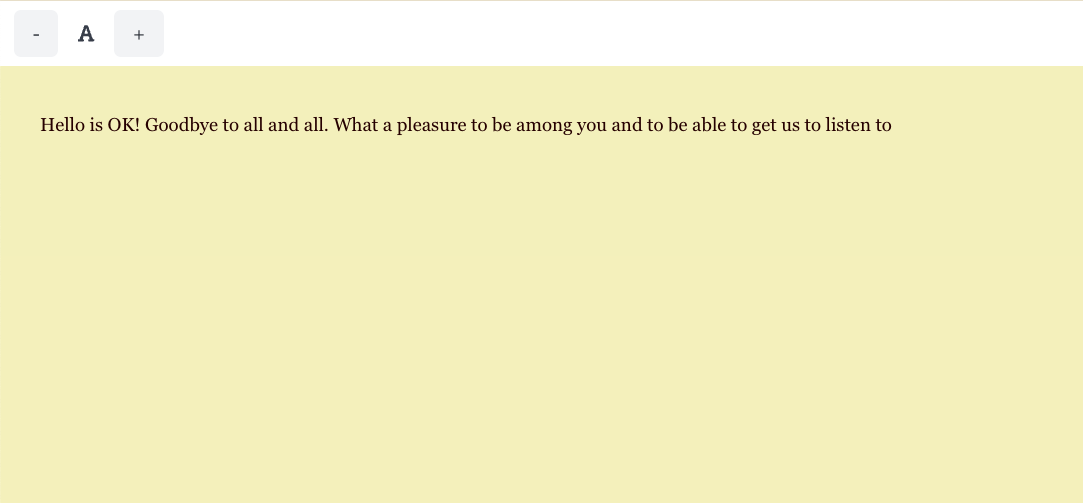 - A +
Hello is OK! Goodbye to all and all. What a pleasure to be among you and to be able to get us to listen to